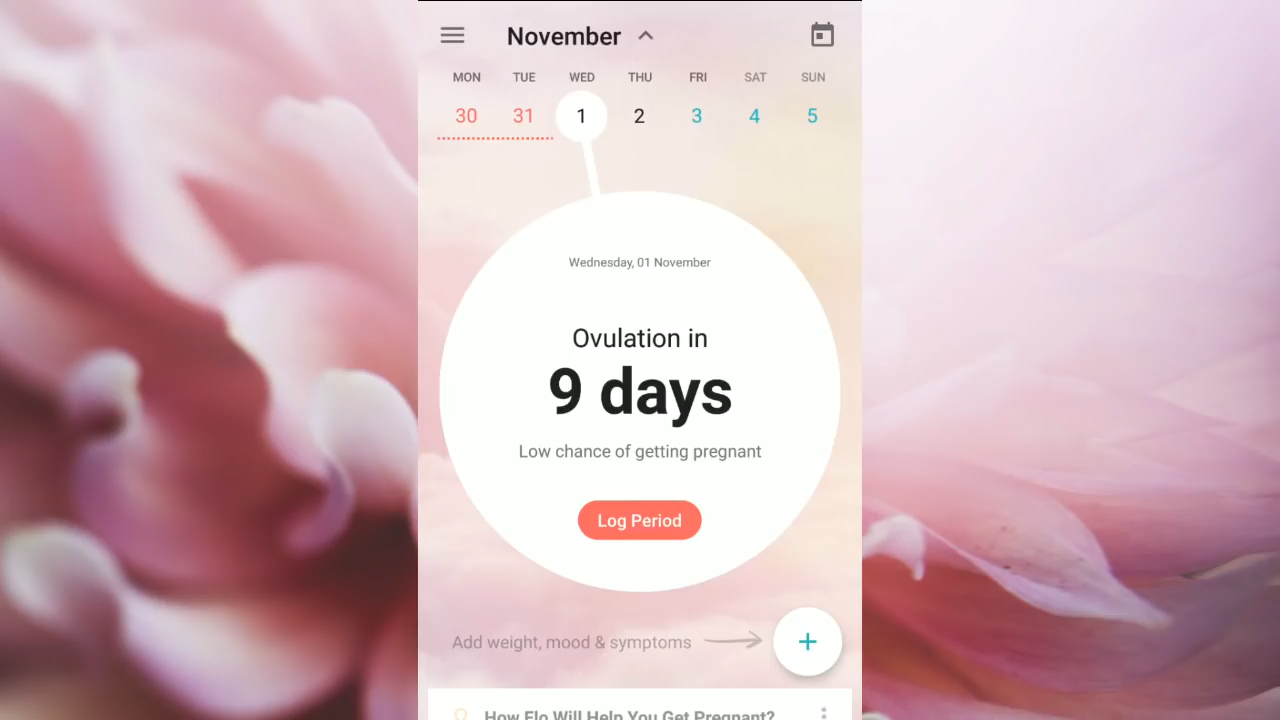 November
MON TUE WED THU FRI SAT SUN
30 31 1 2 3 4 5
Wednesday, 01 November
Ovulation in
9 days
Low chance of getting pregnant
Log Period
Add weight, mood & symptoms
How Flo Will Help You Get Pregnant?